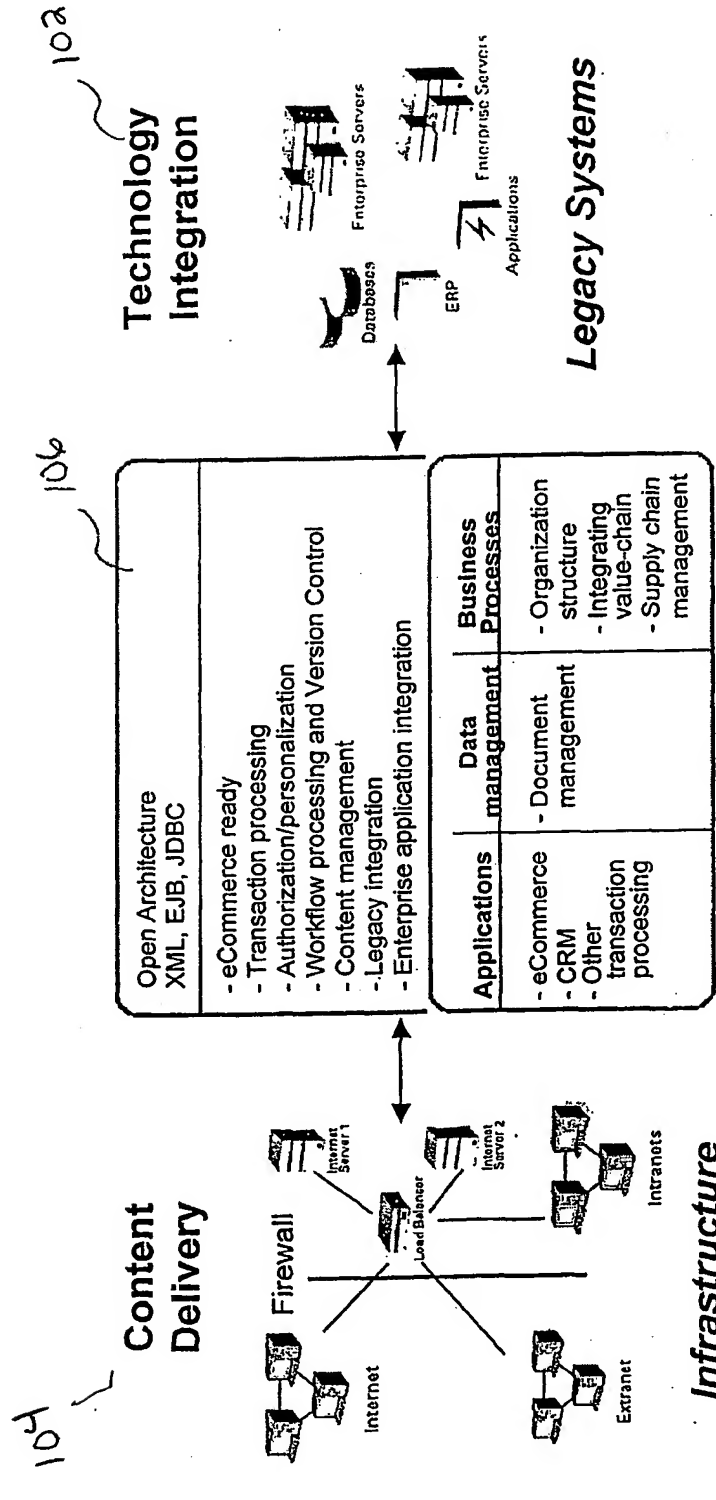 104
Content
Delivery
Firewall
Internet
Extranet
Load Balancer
Internet
Server 1
Internet
Server 2
Intranets
Infrastructure
106
Open Architecture
XML, EJB, JDBC
- eCommerce ready
- Transaction processing
- Authorization/personalization
- Workflow processing and Version Control
- Content management
- Legacy integration
- Enterprise application integration
Applications
- eCommerce
- CRM
- Other
transaction
processing
Data
management
- Document
management
Business
Processes
- Organization
structure
- Integrating
value-chain
- Supply chain
management
102
Technology
Integration
Databases
Enterprise Servers
ERP
Applications
Enterprise Servers
Legacy Systems